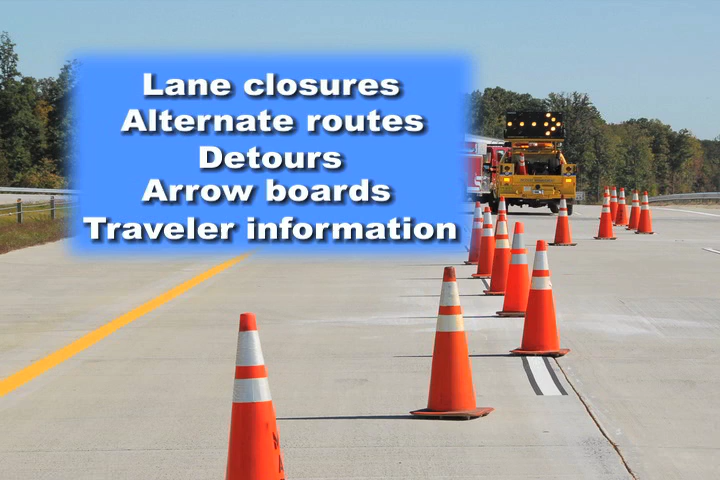 Lane closures
Alternate routes
Detours
Arrow boards
Traveler information